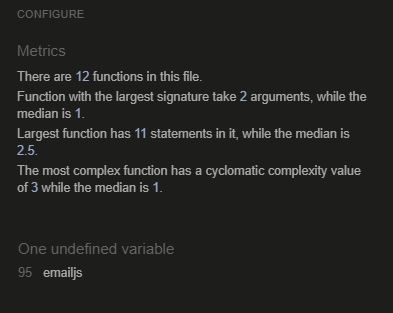 CONFIGURE
Metrics
There are 12 functions in this file.
Function with the largest signature take 2 arguments, while the
median is 1.
Largest function has 11 statements in it, while the median is
2.5.
The most complex function has a cyclomatic complexity value
of 3 while the median is 1.
One undefined variable
95 emailjs